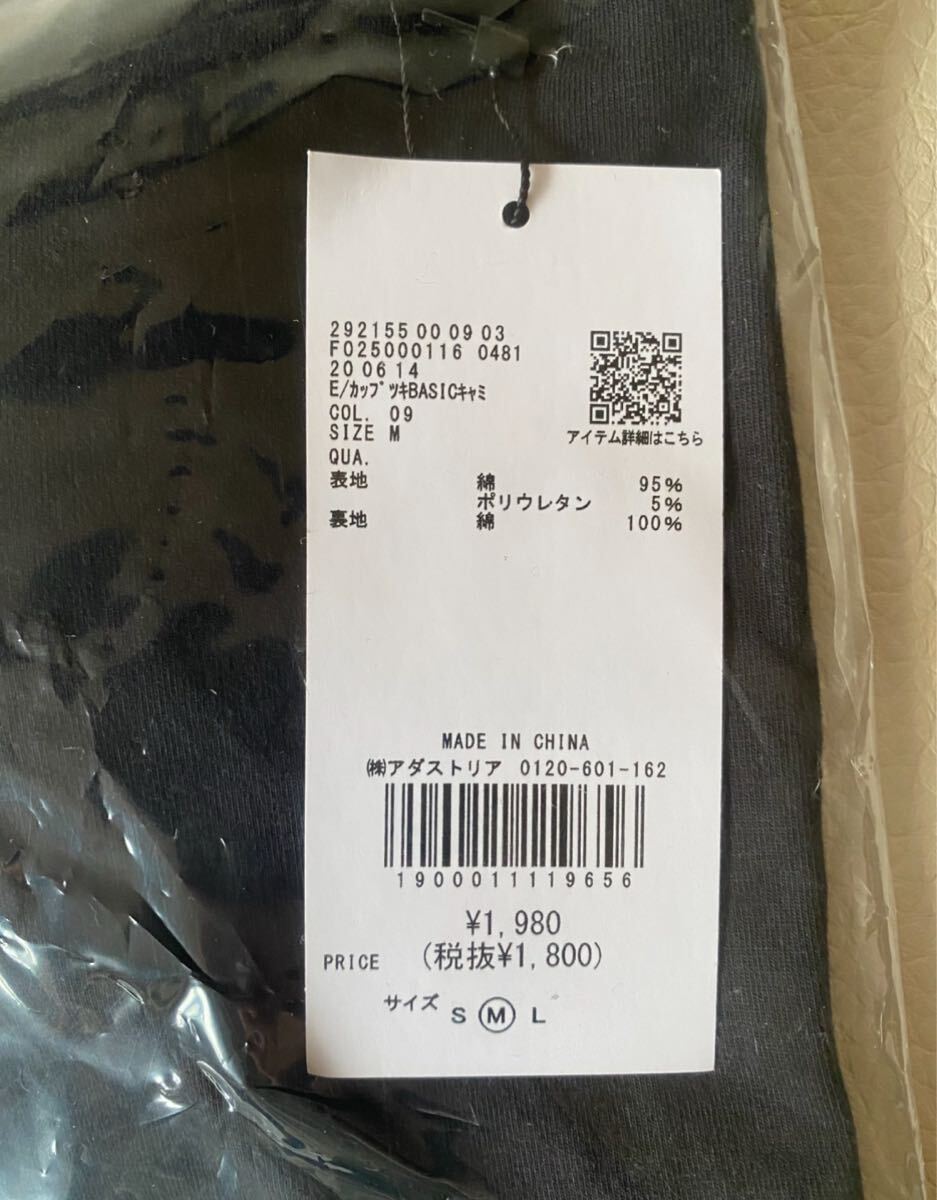 292155 00 09 03
F025000116 0481
20 06 14
E/カップツキBASICキャミ
COL. 09
SIZE M
アイテム詳細はこちら
QUA.
表地 綿 95%
ポリウレタン 5%
裏地 綿 100%
MADE IN CHINA
㈱アダストリア 0120-601-162
1900011119656
¥1,980
PRICE (税抜¥1,800)
サイズ S M L